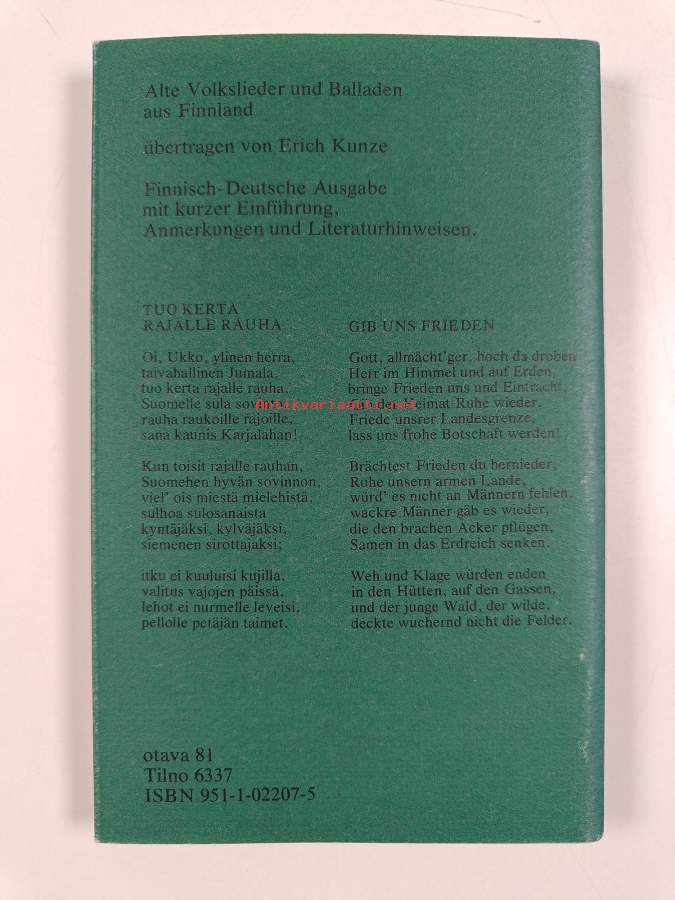 Alte Volkslieder und Balladen
aus Finnland
übertragen von Erich Kunze
Finnisch-Deutsche Ausgabe
mit kurzer Einführung,
Anmerkungen und Literaturhinweisen.
TUO KERTA
RAJALLE RAUHA
Oi, Ukko, ylinen herra,
taivahallinen Jumala,
tuo kerta rajalle rauha,
Suomelle sula
rauha raukoille rajoille,
sana kaunis Karjalahan!
Kun toisit rajalle rauhan,
Suomehen hyvän sovinnon,
viel' ois miestä mielehistä,
sulhoa sulosanaista
kyntäjäksi, kylväjäksi,
siemenen sirottajaksi;
itku ei kuuluisi kujilla,
valitus vajojen päissä,
lehot ei nurmelle leveisi,
pellolle petäjän taimet.
GIB UNS FRIEDEN
Gott, allmächt'ger, hoch da droben
Herr im Himmel und auf Erden,
bringe Frieden uns und Eintracht,
Heimat Ruhe wieder.
Friede unsrer Landesgrenze,
lass uns frohe Botschaft werden!
Brächtest Frieden du hernieder,
Ruhe unserm armen Lande,
würd' es nicht an Männern fehlen,
wackre Männer gäb es wieder,
die den brachen Acker pflügen,
Samen in das Erdreich senken.
Weh und Klage würden enden
in den Hütten, auf den Gassen,
und der junge Wald, der wilde,
deckte wuchernd nicht die Felder.
Antikvariaatti.net
otava 81
Tilno 6337
ISBN 951-1-02207-5